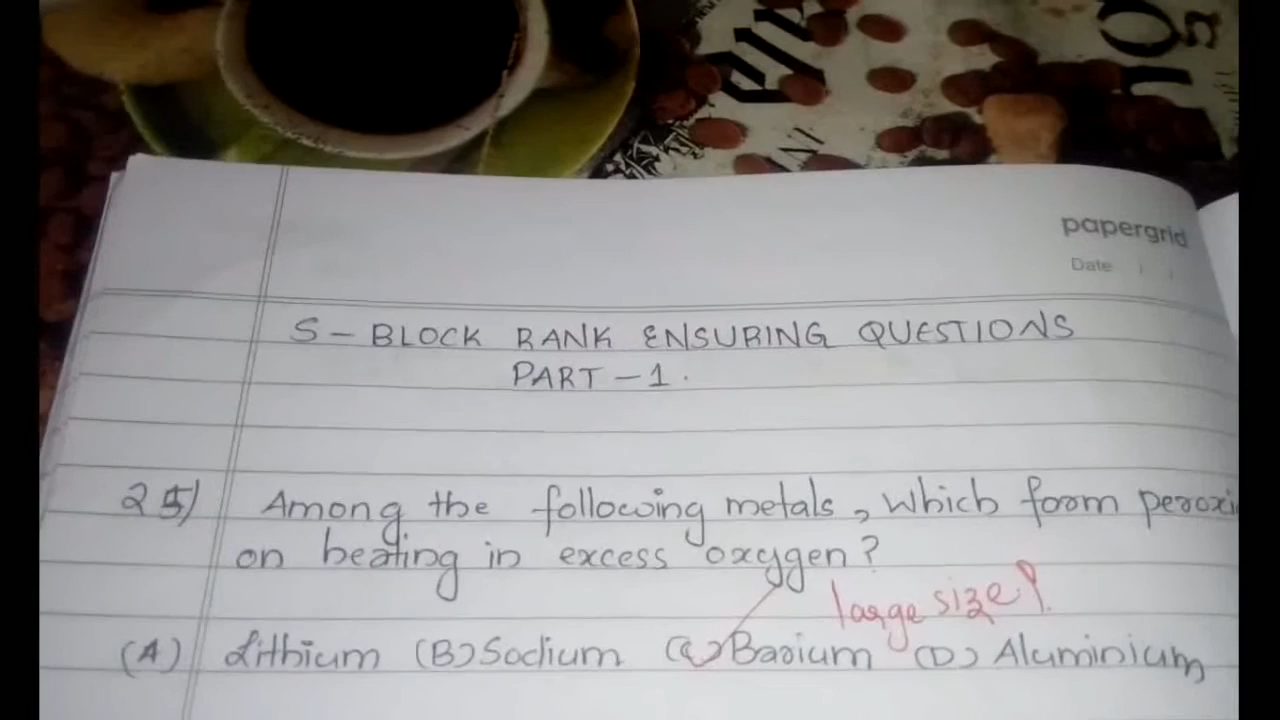 papergrid
Date
S - BLOCK RANK ENSURING QUESTIONS
PART - 1.
25) Among the following metals, which form peroxi
on heating in excess oxygen?
large size!
(A) Lithium (B) Sodium (C) Barium (D) Aluminium